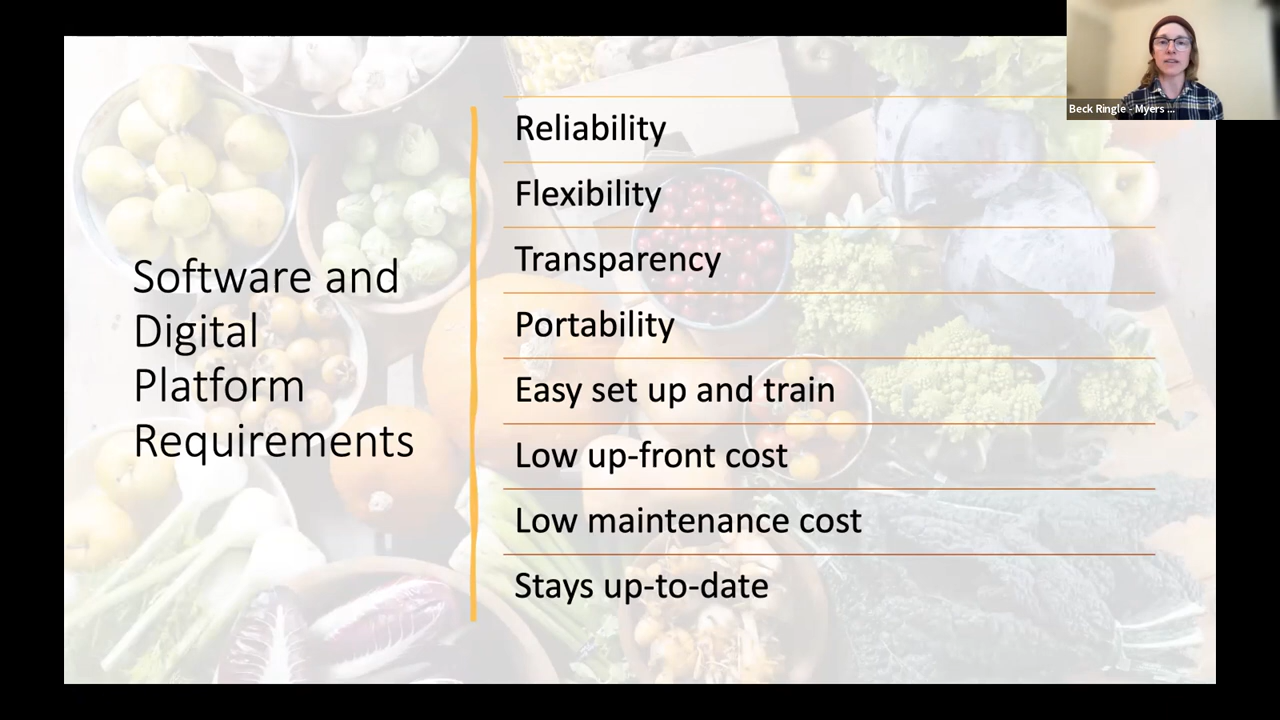 Software and
Digital
Platform
Requirements
Reliability
Flexibility
Transparency
Portability
Easy set up and train
Low up-front cost
Low maintenance cost
Stays up-to-date
Beck Ringle - Myers ...